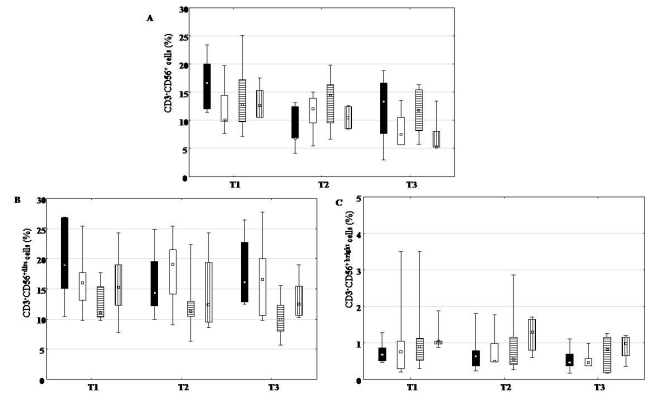 A
CD3⁺CD56⁺ cells (%)
30
25
20
15
10
5
0
T1 T2 T3
B
CD3⁻CD56⁺ᵈⁱᵐ cells (%)
30
25
20
15
10
5
0
T1 T2 T3
C
CD3⁻CD56⁺ᵇʳⁱᵍʰᵗ cells (%)
5
4
3
2
1
0
T1 T2 T3